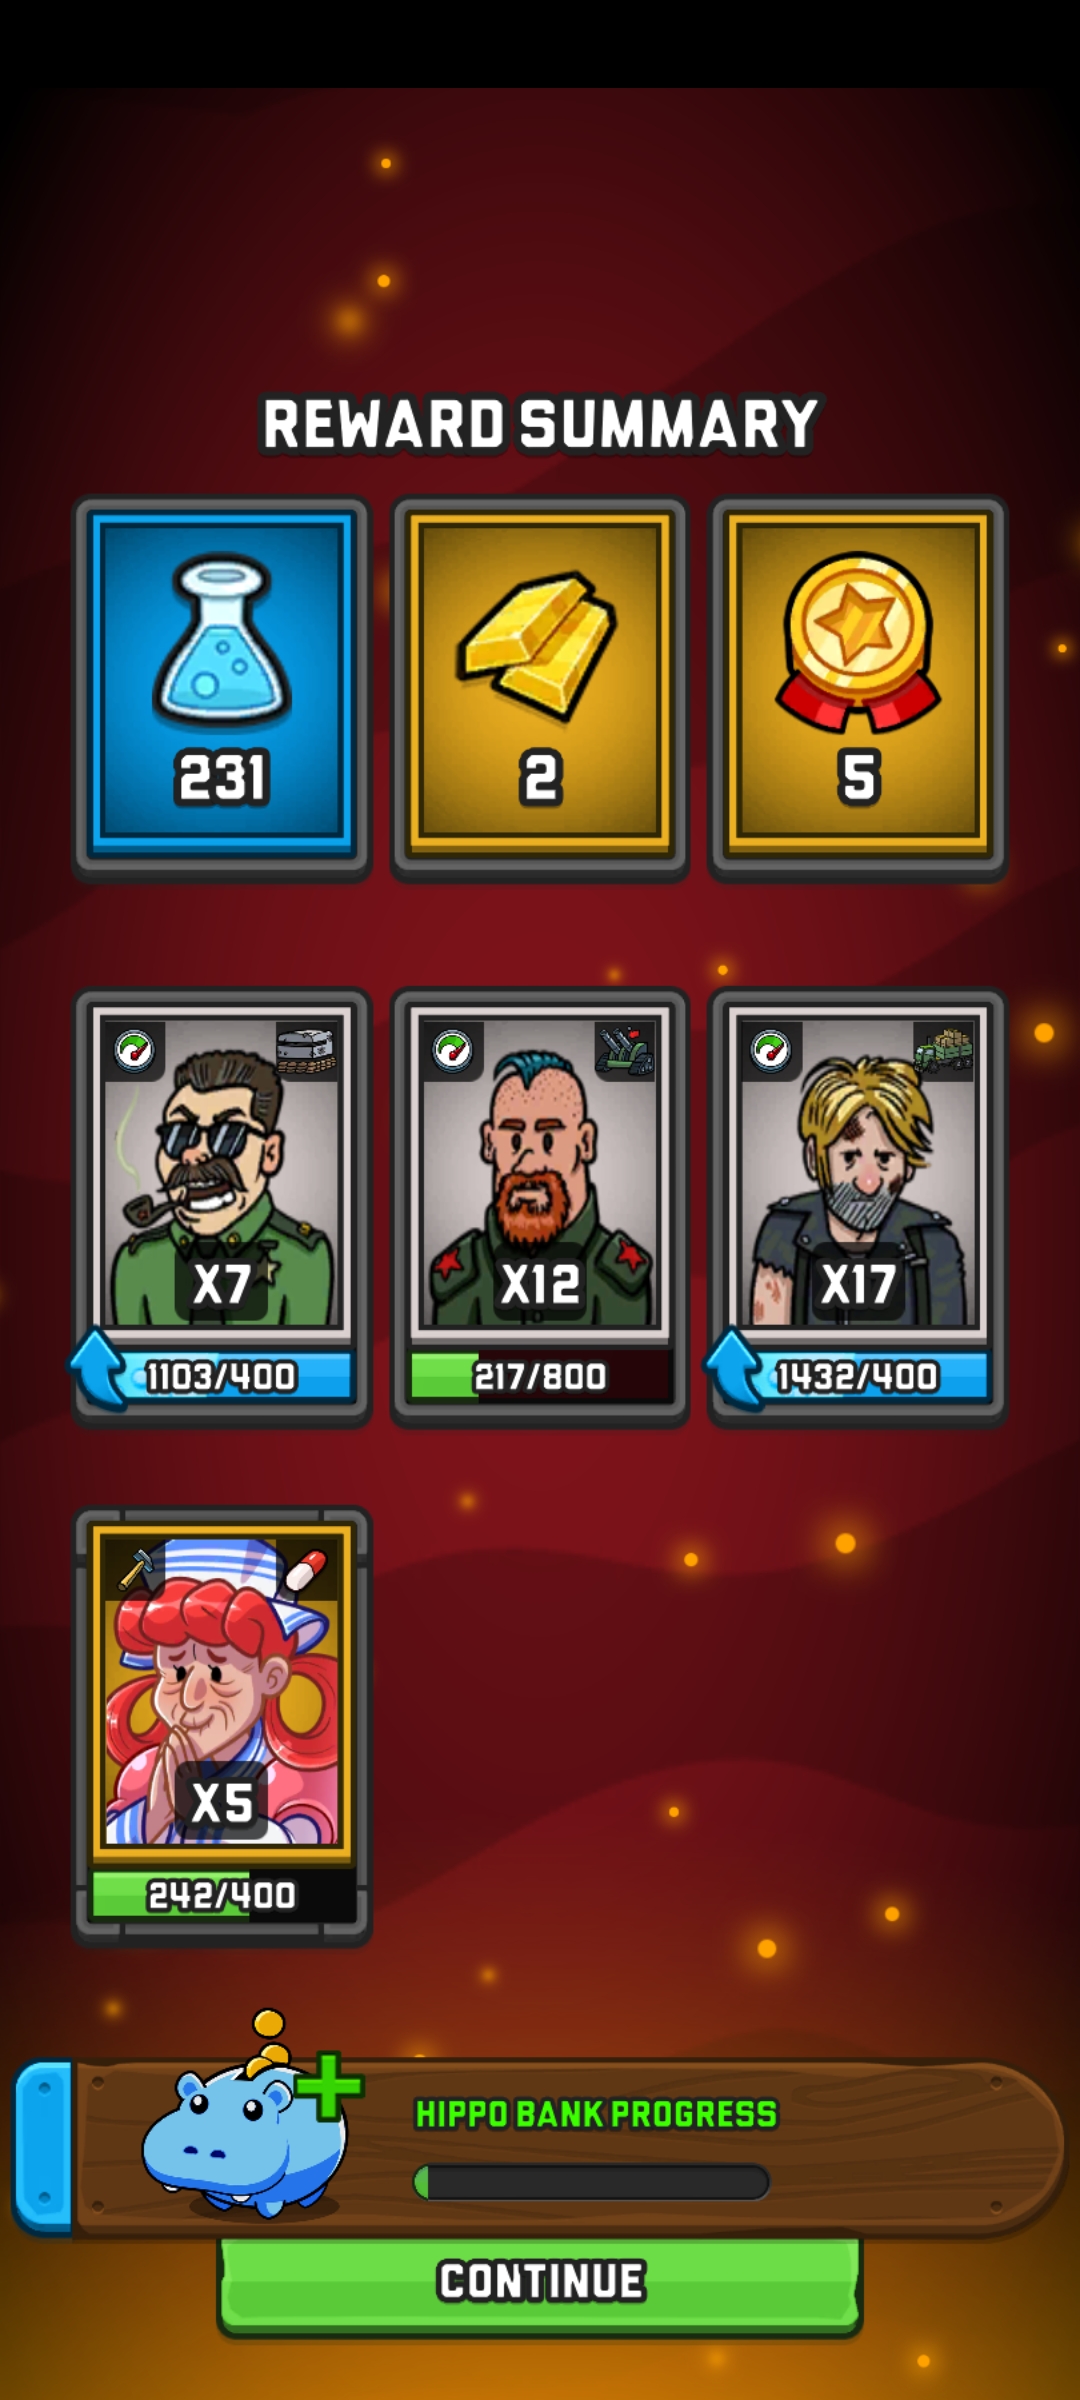 REWARD SUMMARY
231
2
5
X7
X12
X17
1103/400
217/800
1432/400
X5
242/400
HIPPO BANK PROGRESS
CONTINUE